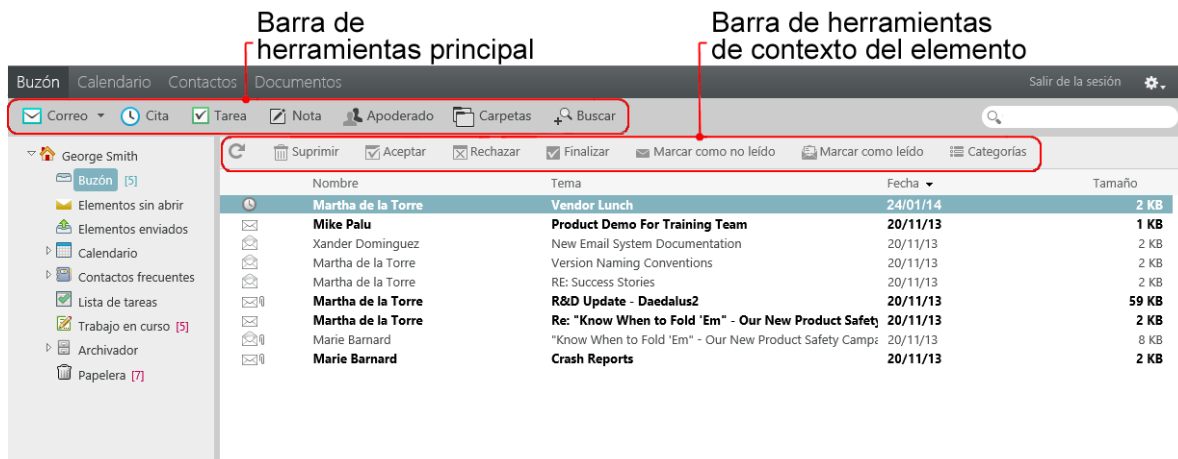 Barra de
herramientas principal
Barra de herramientas
de contexto del elemento
Buzón Calendario Contactos Documentos Salir de la sesión
Correo Cita Tarea Nota Apoderado Carpetas Buscar
Suprimir Aceptar Rechazar Finalizar Marcar como no leído Marcar como leído Categorías
George Smith
Buzón [5]
Elementos sin abrir
Elementos enviados
Calendario
Contactos frecuentes
Lista de tareas
Trabajo en curso [5]
Archivador
Papelera [7]
Nombre Tema Fecha Tamaño
Martha de la Torre Vendor Lunch 24/01/14 2 KB
Mike Palu Product Demo For Training Team 20/11/13 1 KB
Xander Dominguez New Email System Documentation 20/11/13 2 KB
Martha de la Torre Version Naming Conventions 20/11/13 2 KB
Martha de la Torre RE: Success Stories 20/11/13 2 KB
Martha de la Torre R&D Update - Daedalus2 20/11/13 59 KB
Martha de la Torre Re: "Know When to Fold 'Em" - Our New Product Safety 20/11/13 2 KB
Marie Barnard "Know When to Fold 'Em" - Our New Product Safety Campa 20/11/13 8 KB
Marie Barnard Crash Reports 20/11/13 2 KB